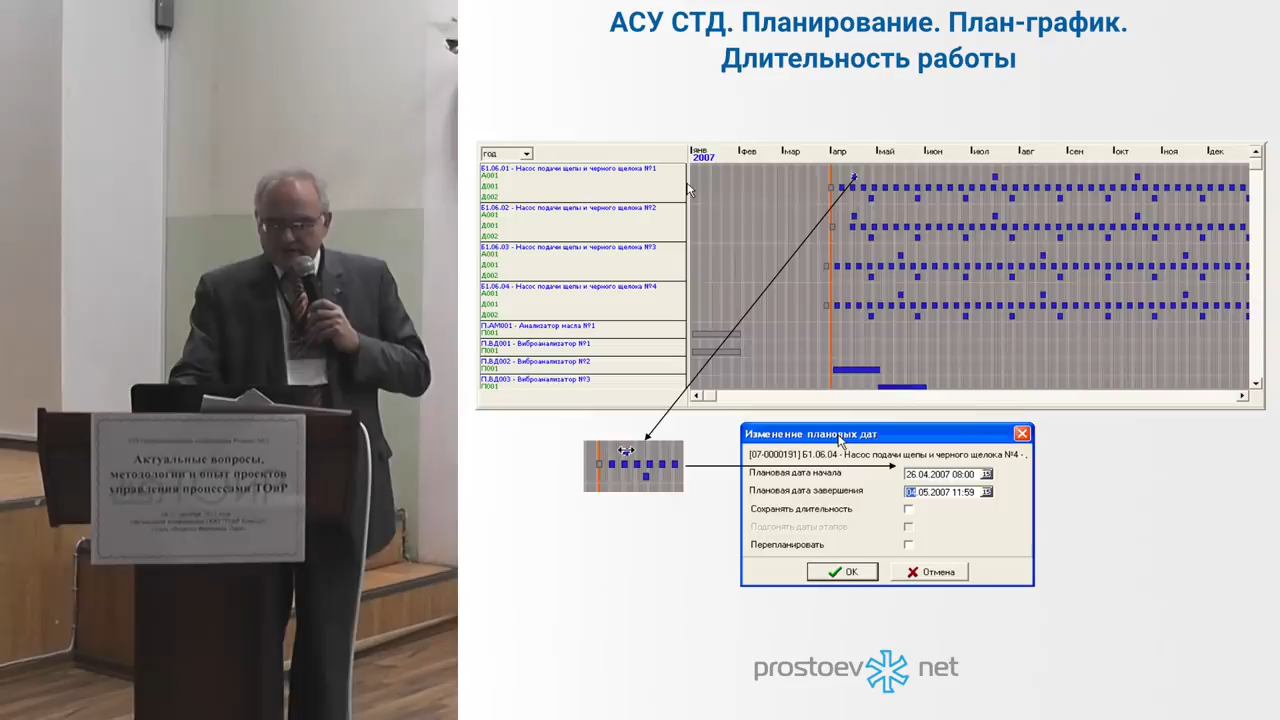 АСУ СТД. Планирование. План-график.
Длительность работы
год
янв фев мар апр май июн июл авг сен окт ноя дек
2007
Б1.06.01 - Насос подачи щепы и черного щелока №1
А001
Д001
Д002
Б1.06.02 - Насос подачи щепы и черного щелока №2
А001
Д001
Д002
Б1.06.03 - Насос подачи щепы и черного щелока №3
А001
Д001
Д002
Б1.06.04 - Насос подачи щепы и черного щелока №4
А001
Д001
Д002
П.АМ001 - Анализатор масла №1
П001
П.ВД001 - Виброанализатор №1
П001
П.ВД002 - Виброанализатор №2
П001
П.ВД003 - Виброанализатор №3
П001
Изменение плановых дат
[07-0000191] Б1.06.04 - Насос подачи щепы и черного щелока №4 - ,
Плановая дата начала 26.04.2007 08:00
Плановая дата завершения 04.05.2007 11:59
Сохранять длительность
Подгонять даты этапов
Перепланировать
OK Отмена
Актуальные вопросы,
методологии и опыт проектов
управления процессами ТОиР
prostoev net